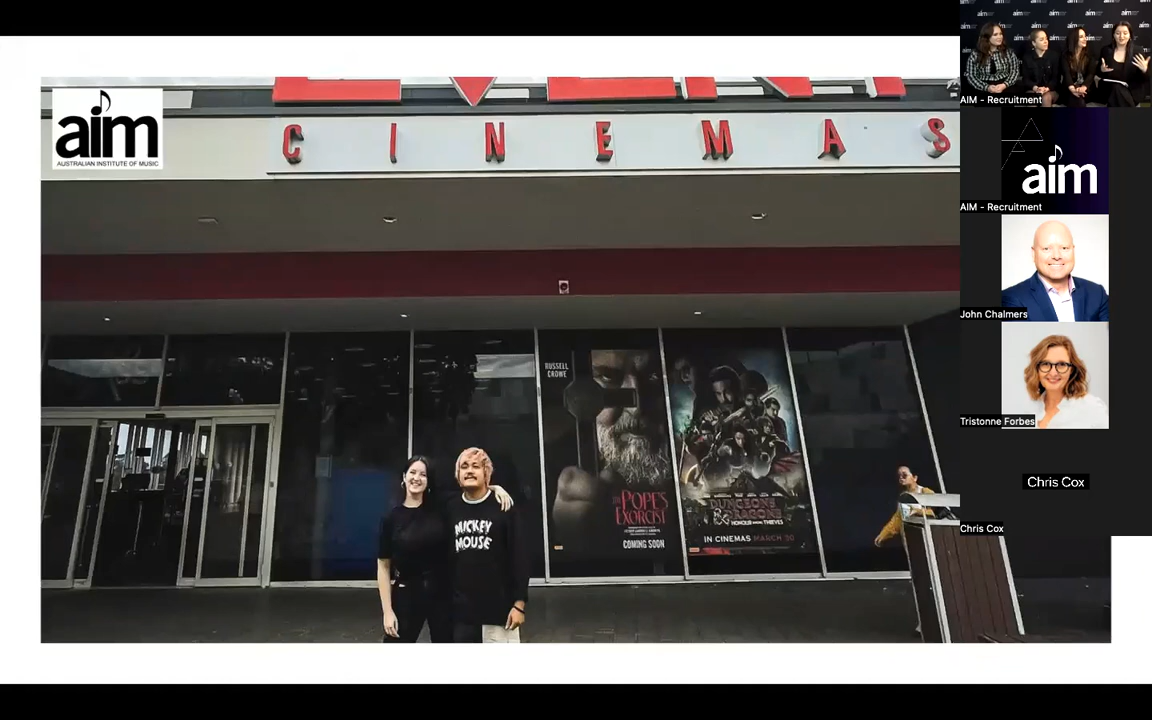 aim
AUSTRALIAN INSTITUTE OF MUSIC
CINEMAS
RUSSELL
CROWE
THE
POPE'S
EXORCIST
COMING SOON
DUNGEONS
& DRAGONS
HONOUR AMONG THIEVES
IN CINEMAS MARCH 30
MICKEY
MOUSE
AIM - Recruitment
aim
AIM - Recruitment
John Chalmers
Tristonne Forbes
Chris Cox
Chris Cox